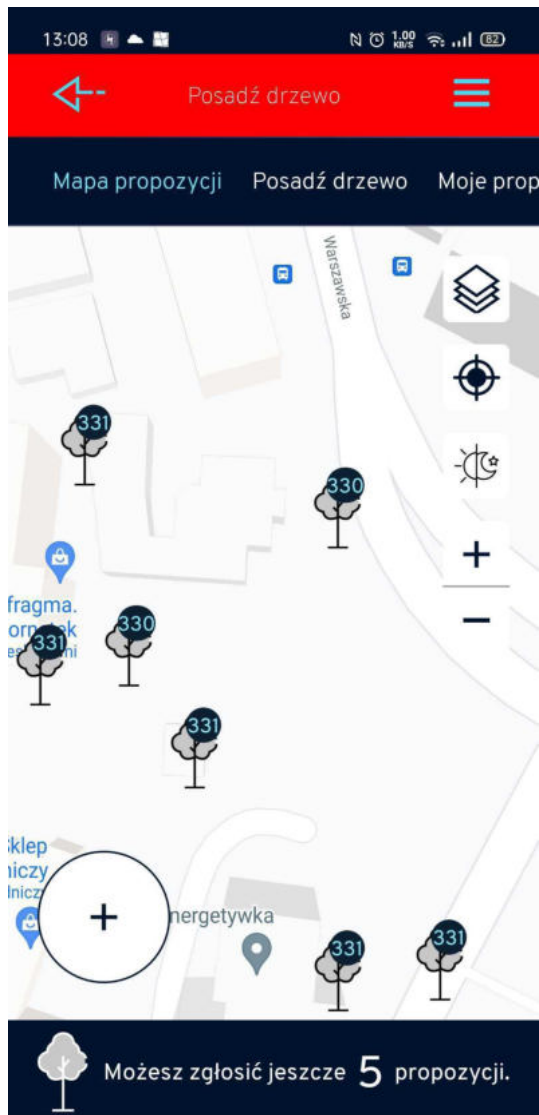 13:08
1.00
KB/S
82
Posadź drzewo
Mapa propozycji Posadź drzewo Moje prop
Warszawska
331
330
fragma.
330
331
331
klep
niczy
nergetywka
331
331
Możesz zgłosić jeszcze 5 propozycji.